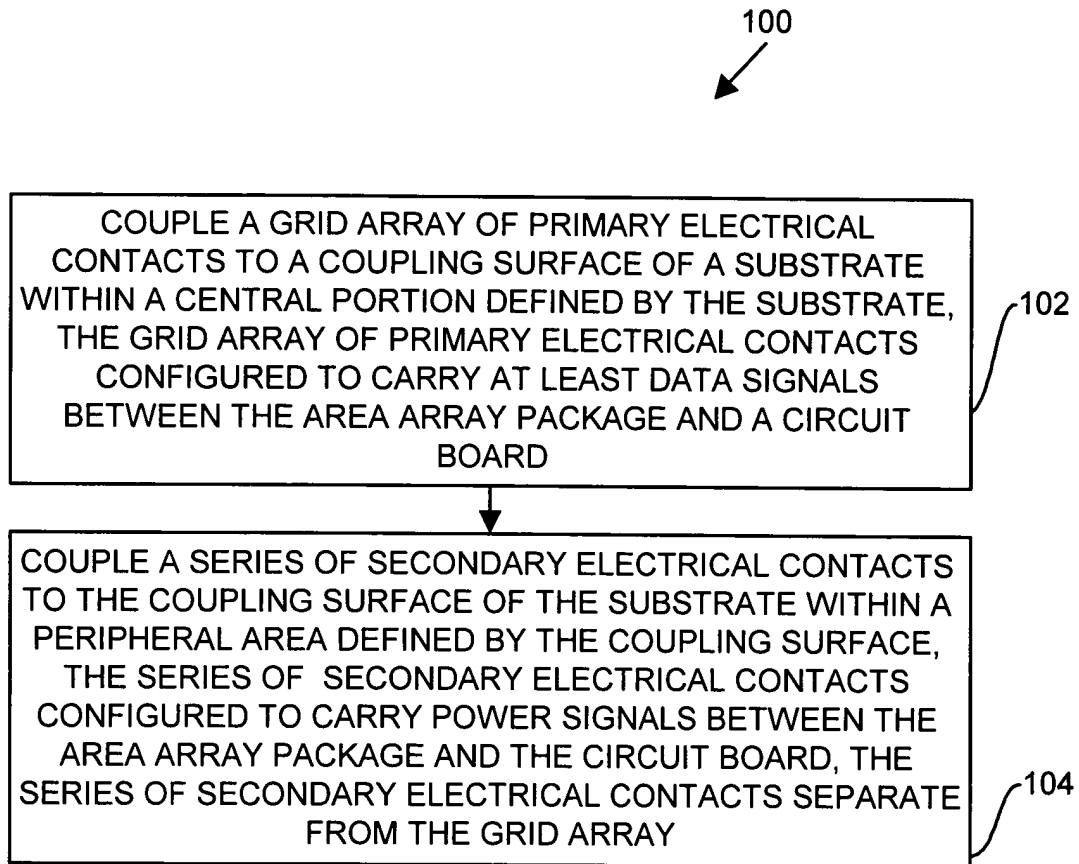 100
COUPLE A GRID ARRAY OF PRIMARY ELECTRICAL
CONTACTS TO A COUPLING SURFACE OF A SUBSTRATE
WITHIN A CENTRAL PORTION DEFINED BY THE SUBSTRATE,
THE GRID ARRAY OF PRIMARY ELECTRICAL CONTACTS
CONFIGURED TO CARRY AT LEAST DATA SIGNALS
BETWEEN THE AREA ARRAY PACKAGE AND A CIRCUIT
BOARD
102
COUPLE A SERIES OF SECONDARY ELECTRICAL CONTACTS
TO THE COUPLING SURFACE OF THE SUBSTRATE WITHIN A
PERIPHERAL AREA DEFINED BY THE COUPLING SURFACE,
THE SERIES OF SECONDARY ELECTRICAL CONTACTS
CONFIGURED TO CARRY POWER SIGNALS BETWEEN THE
AREA ARRAY PACKAGE AND THE CIRCUIT BOARD, THE
SERIES OF SECONDARY ELECTRICAL CONTACTS SEPARATE
FROM THE GRID ARRAY
104